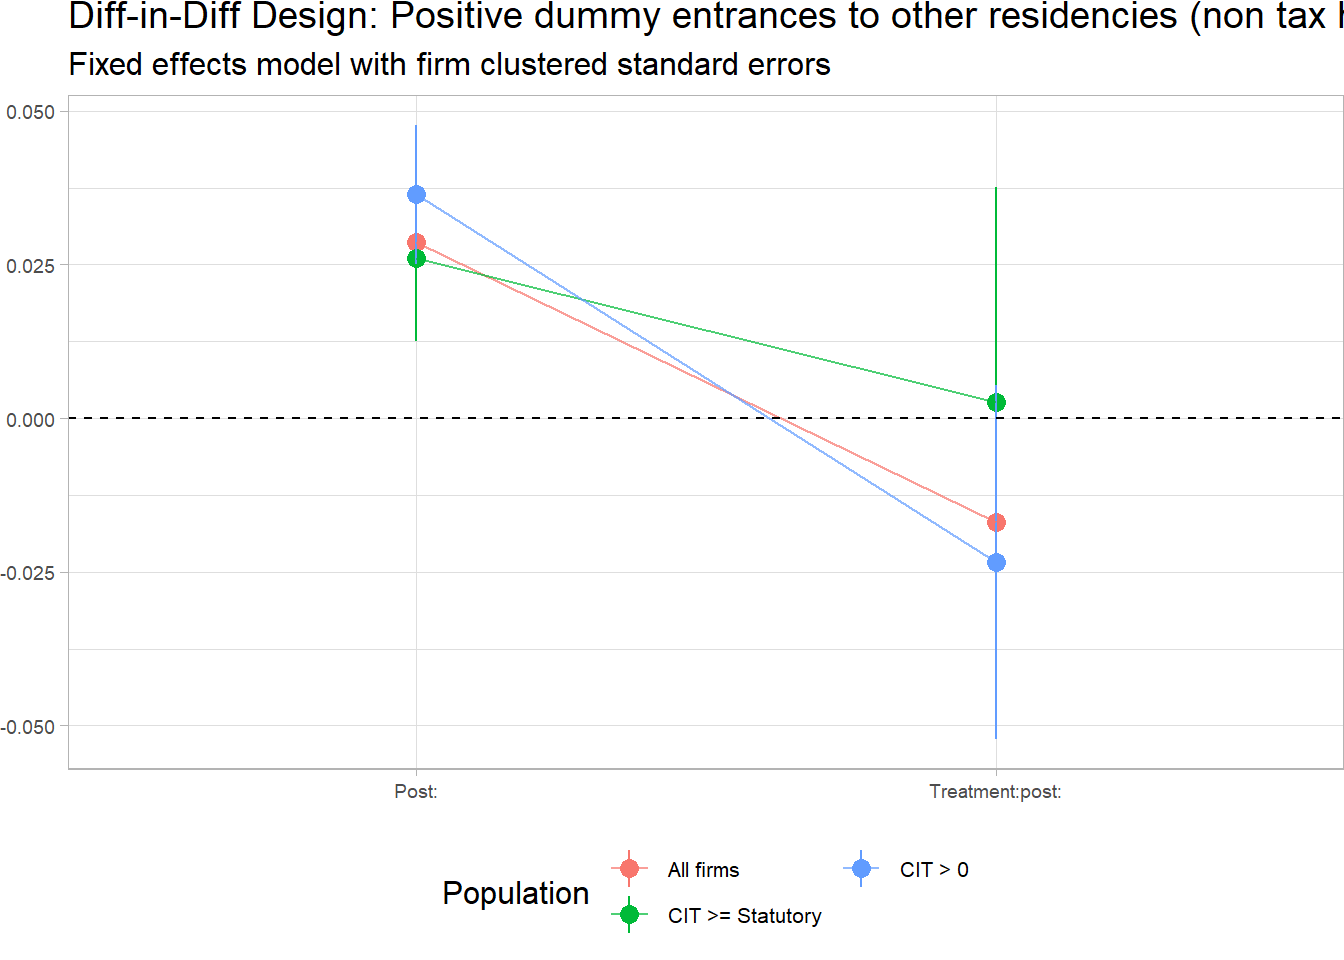 Diff-in-Diff Design: Positive dummy entrances to other residencies (non tax
Fixed effects model with firm clustered standard errors
0.050
0.025
0.000
-0.025
-0.050
Post:
Treatment:post:
Population
All firms
CIT > 0
CIT >= Statutory